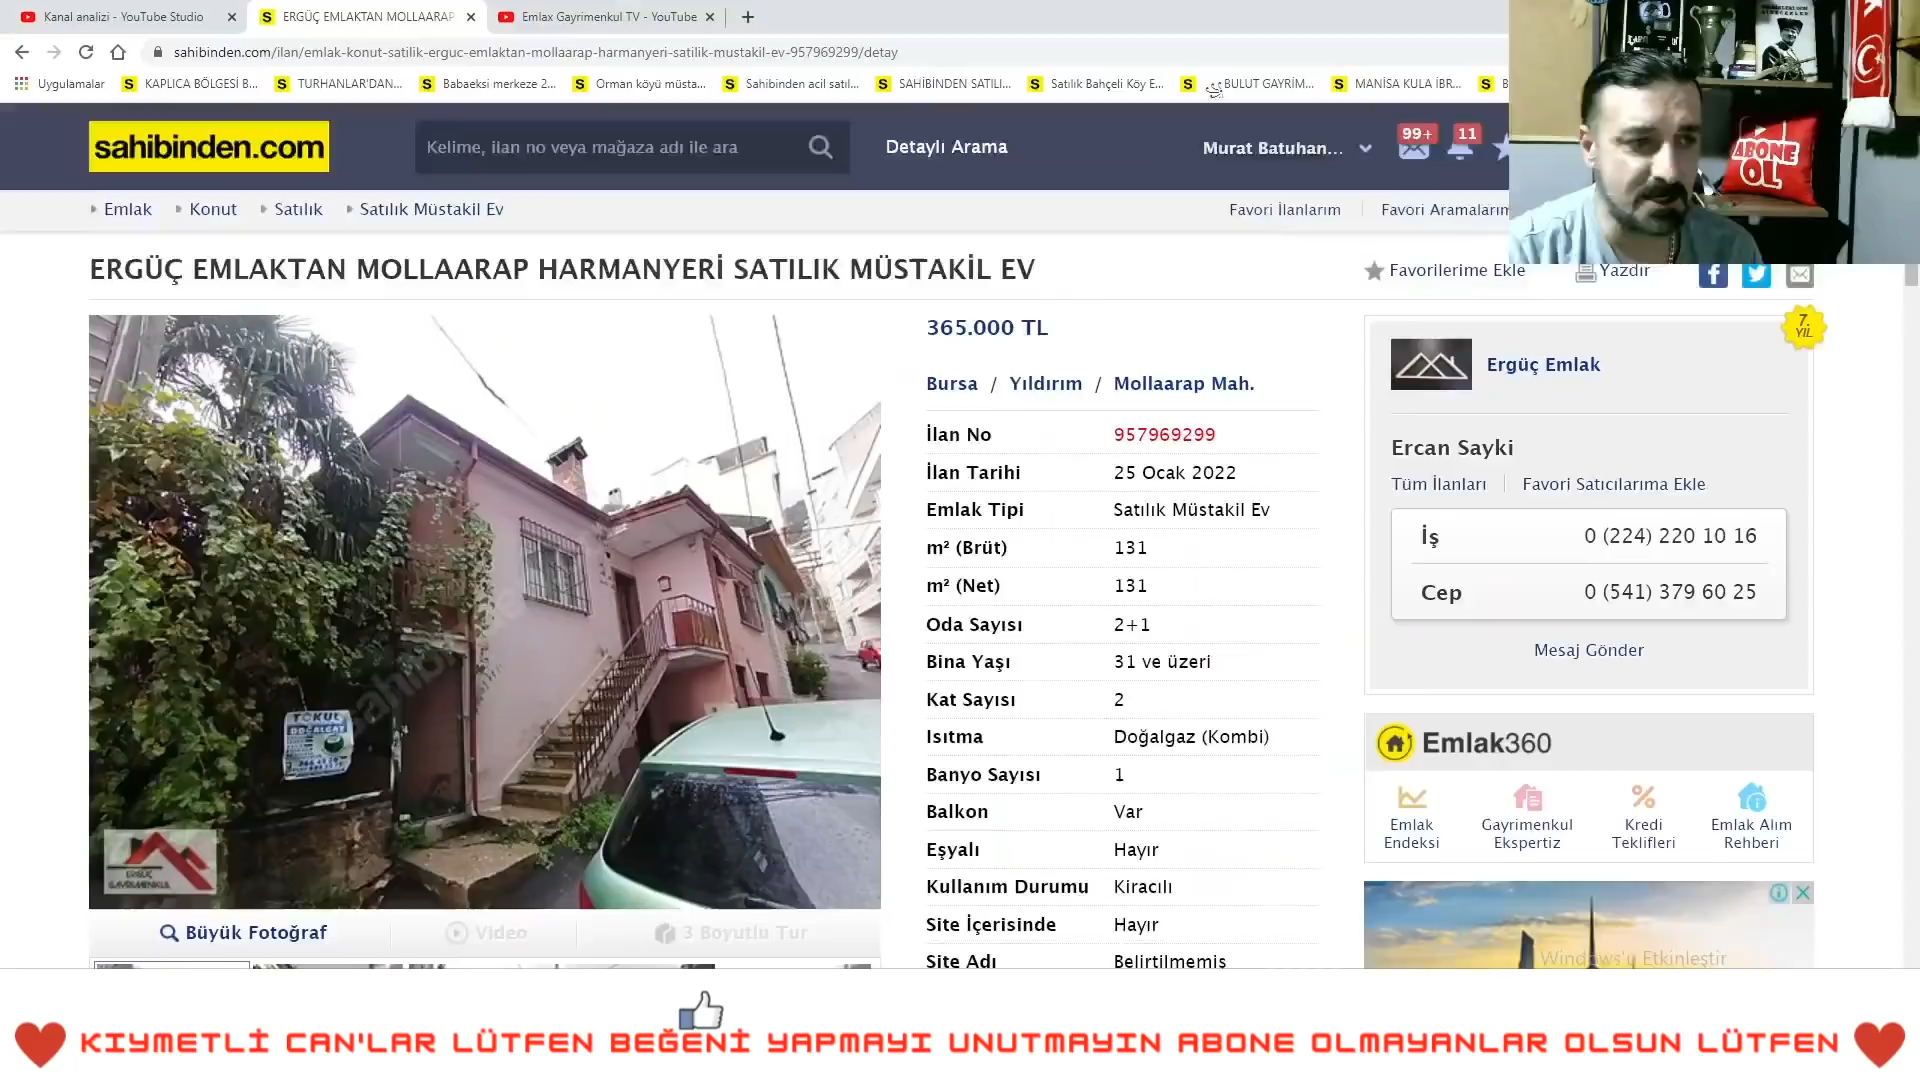 Kanal analizi - YouTube Studio
ERGÜÇ EMLAKTAN MOLLAARAP
Emlax Gayrimenkul TV - YouTube
sahibinden.com/ilan/emlak-konut-satilik-erguc-emlaktan-mollaarap-harmanyeri-satilik-mustakil-ev-957969299/detay
Uygulamalar
KAPLICA BÖLGESİ B...
TURHANLAR'DAN...
Babaeksi merkeze 2...
Orman köyü müsta...
Sahibinden acil satıl...
SAHİBİNDEN SATILI...
Satılık Bahçeli Köy E...
BULUT GAYRİM...
MANİSA KULA İBR...
sahibinden.com
Kelime, ilan no veya mağaza adı ile ara
Detaylı Arama
Murat Batuhan...
99+
11
ABONE
OL
Emlak
Konut
Satılık
Satılık Müstakil Ev
Favori İlanlarım
Favori Aramalarım
ERGÜÇ EMLAKTAN MOLLAARAP HARMANYERİ SATILIK MÜSTAKİL EV
Favorilerime Ekle
Yazdır
365.000 TL
Bursa / Yıldırım / Mollaarap Mah.
İlan No 957969299
İlan Tarihi 25 Ocak 2022
Emlak Tipi Satılık Müstakil Ev
m² (Brüt) 131
m² (Net) 131
Oda Sayısı 2+1
Bina Yaşı 31 ve üzeri
Kat Sayısı 2
Isıtma Doğalgaz (Kombi)
Banyo Sayısı 1
Balkon Var
Eşyalı Hayır
Kullanım Durumu Kiracılı
Site İçerisinde Hayır
Site Adı Belirtilmemiş
7.
YIL
Ergüç Emlak
Ercan Sayki
Tüm İlanları
Favori Satıcılarıma Ekle
İş 0 (224) 220 10 16
Cep 0 (541) 379 60 25
Mesaj Gönder
Emlak360
Emlak
Endeksi
Gayrimenkul
Ekspertiz
Kredi
Teklifleri
Emlak Alım
Rehberi
Windows'u Etkinleştir
TOKUL
DOĞALGAZ
ERGÜÇ
GAYRİMENKUL
Büyük Fotoğraf
Video
3 Boyutlu Tur
KIYMETLİ CAN'LAR LÜTFEN BEĞENİ YAPMAYI UNUTMAYIN ABONE OLMAYANLAR OLSUN LÜTFEN